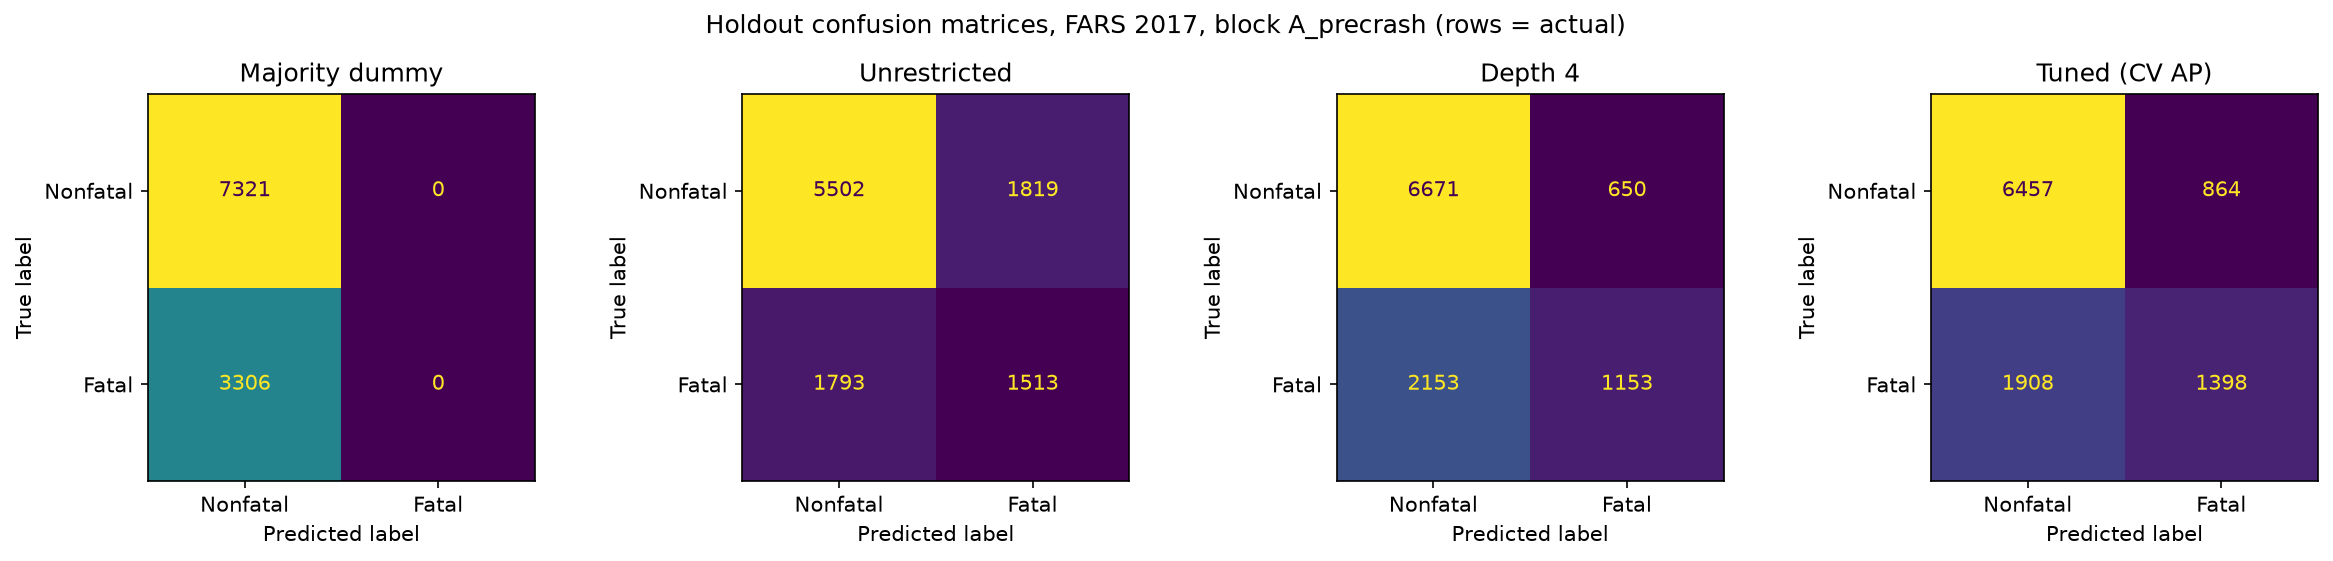 Holdout confusion matrices, FARS 2017, block A_precrash (rows = actual)
Majority dummy
True label
Nonfatal
7321
0
Fatal
3306
0
Nonfatal
Fatal
Predicted label
Unrestricted
True label
Nonfatal
5502
1819
Fatal
1793
1513
Nonfatal
Fatal
Predicted label
Depth 4
True label
Nonfatal
6671
650
Fatal
2153
1153
Nonfatal
Fatal
Predicted label
Tuned (CV AP)
True label
Nonfatal
6457
864
Fatal
1908
1398
Nonfatal
Fatal
Predicted label